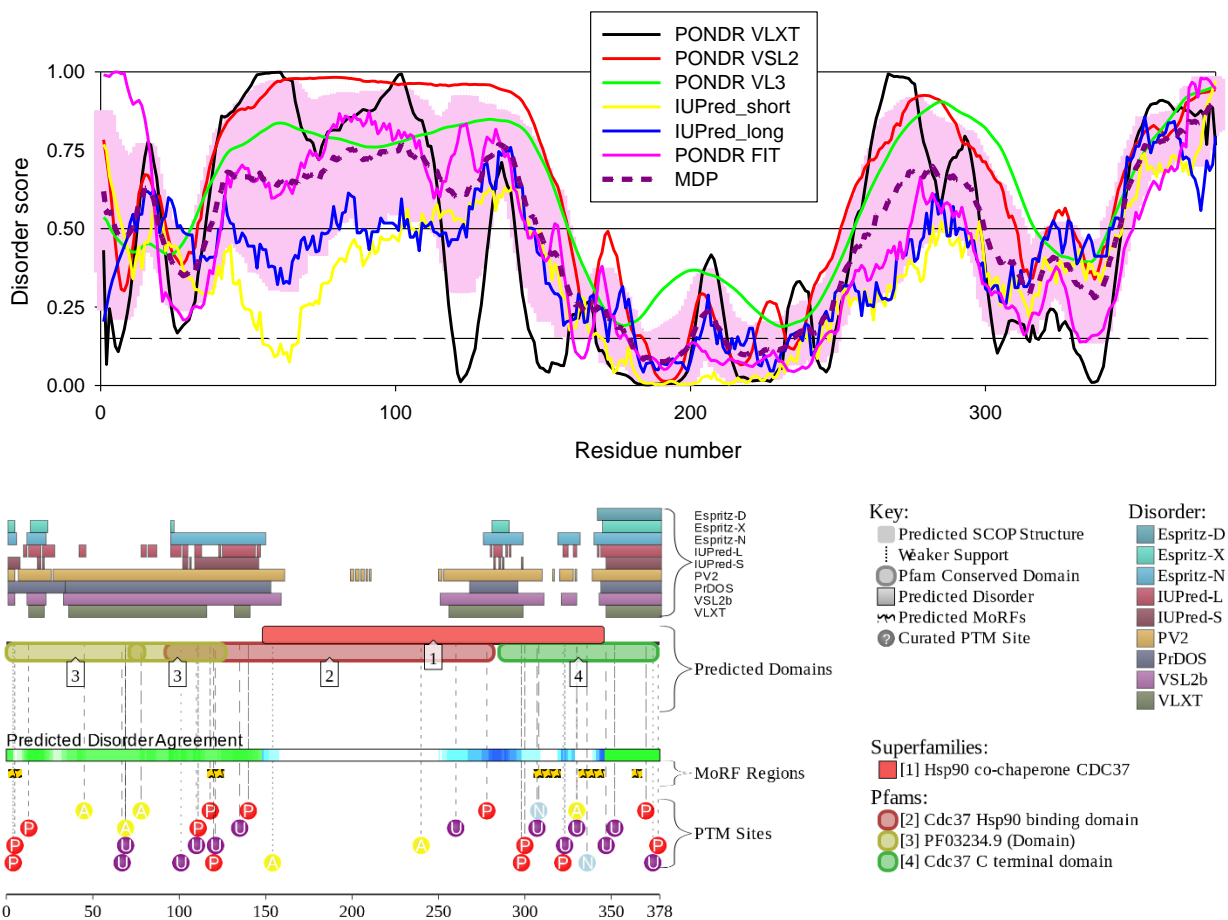 PONDR VLXT
PONDR VSL2
PONDR VL3
IUPred_short
IUPred_long
PONDR FIT
MDP
Disorder score
1.00
0.75
0.50
0.25
0.00
0
100
200
300
Residue number
Espritz-D
Espritz-X
Espritz-N
IUPred-L
IUPred-S
PV2
PrDOS
VSL2b
VLXT
3
3
2
1
4
Predicted Domains
Predicted Disorder Agreement
MoRF Regions
A A P P P N A P
P A P U U U U U
P U U U A P U P
P U U P A P P N U
PTM Sites
0 50 100 150 200 250 300 350 378
Key:
Predicted SCOP Structure
Weaker Support
Pfam Conserved Domain
Predicted Disorder
Predicted MoRFs
? Curated PTM Site
Disorder:
Espritz-D
Espritz-X
Espritz-N
IUPred-L
IUPred-S
PV2
PrDOS
VSL2b
VLXT
Superfamilies:
[1] Hsp90 co-chaperone CDC37
Pfams:
[2] Cdc37 Hsp90 binding domain
[3] PF03234.9 (Domain)
[4] Cdc37 C terminal domain